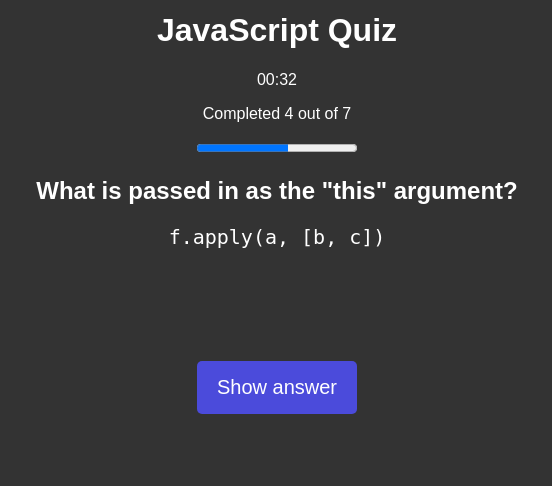 JavaScript Quiz
00:32
Completed 4 out of 7
What is passed in as the "this" argument?
f.apply(a, [b, c])
Show answer